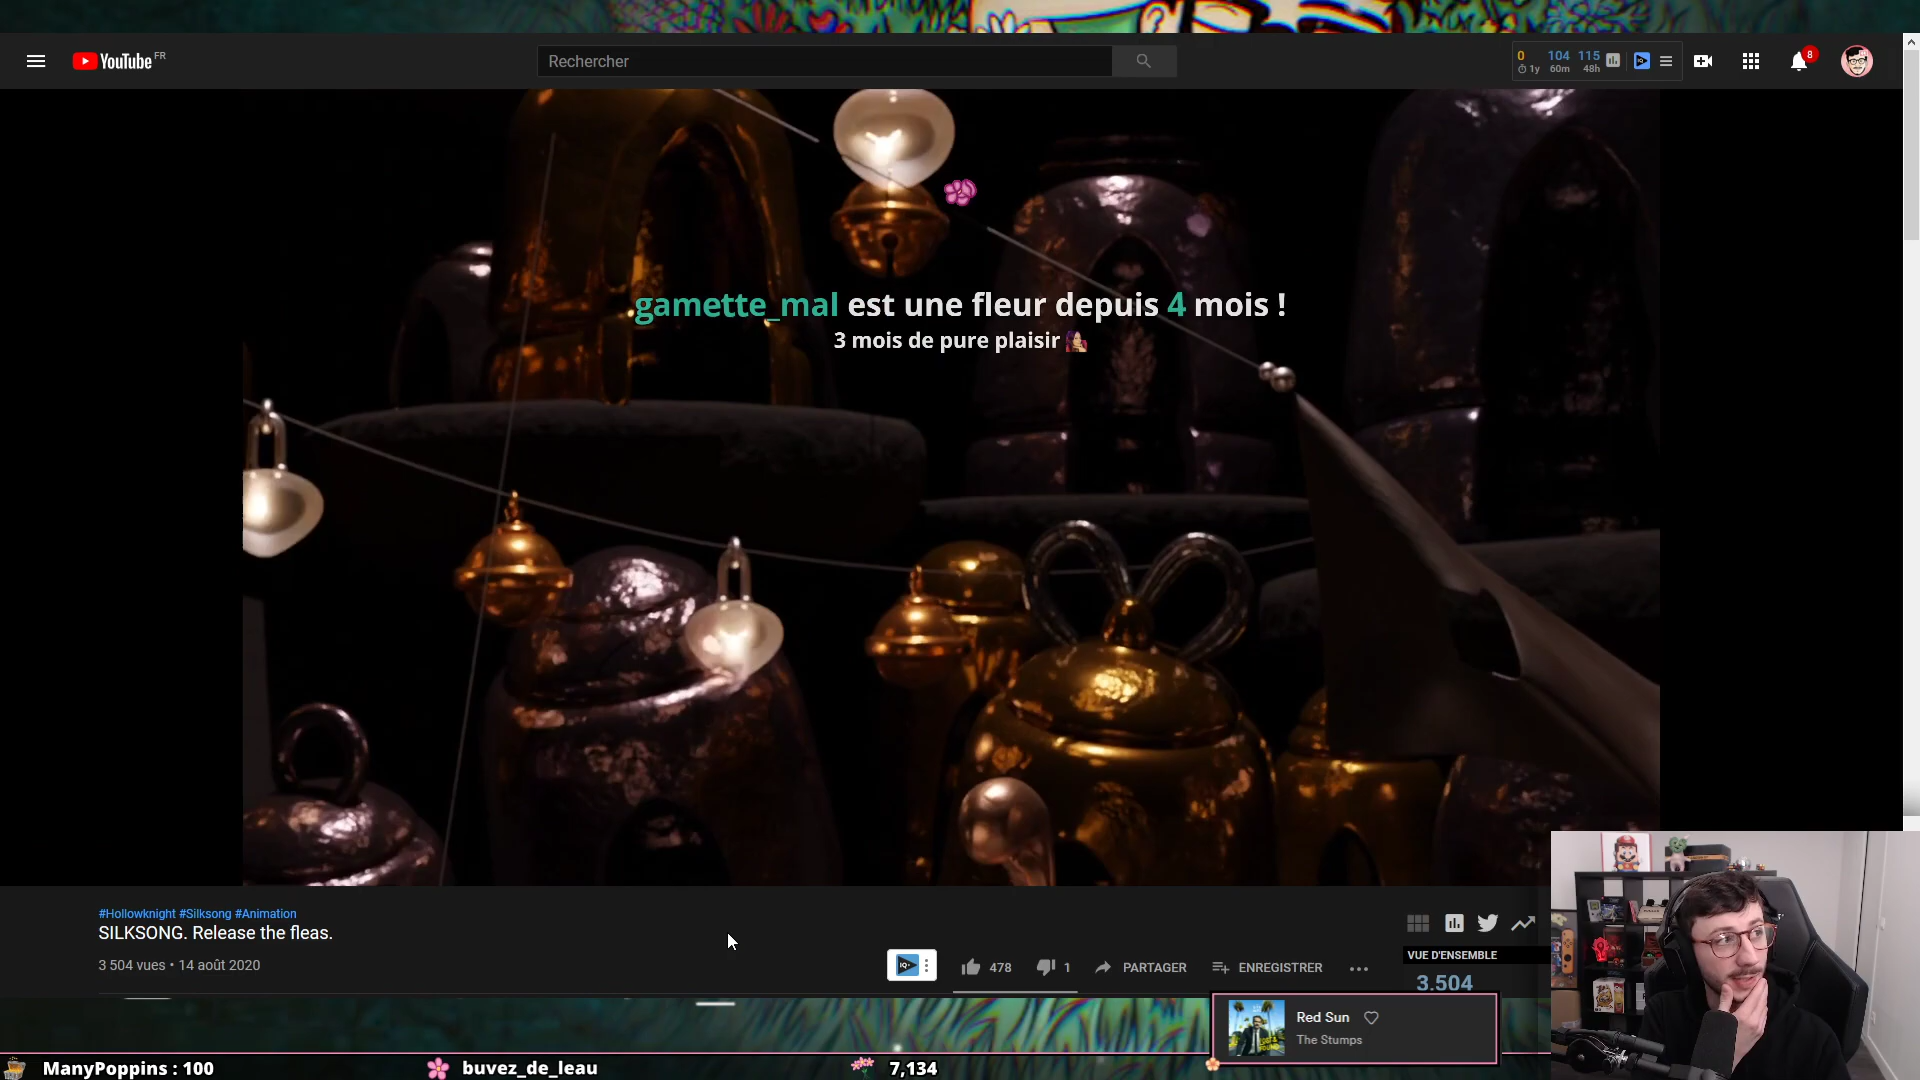 YouTube FR
Rechercher
0 104 115
1y 60m 48h
8
gamette_mal est une fleur depuis 4 mois !
3 mois de pure plaisir
#Hollowknight #Silksong #Animation
SILKSONG. Release the fleas.
3 504 vues • 14 août 2020
IQ
478
1
PARTAGER
ENREGISTRER
VUE D'ENSEMBLE
3.504
Red Sun
The Stumps
ManyPoppins : 100
buvez_de_leau
7,134